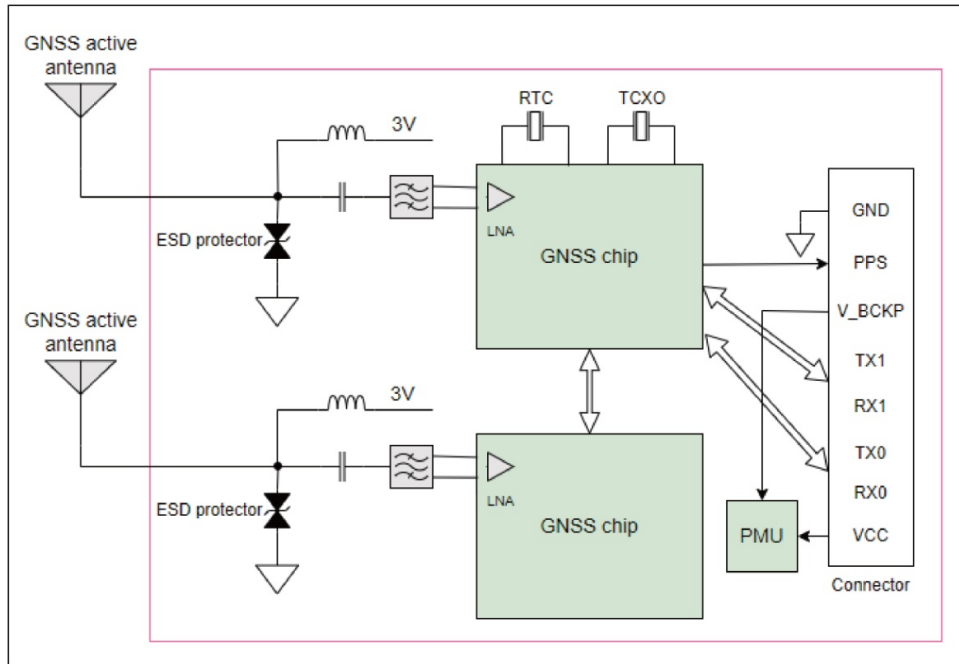 GNSS active
antenna
RTC
TCXO
3V
GND
ESD protector
LNA
GNSS chip
PPS
V_BCKP
GNSS active
antenna
TX1
3V
RX1
TX0
ESD protector
LNA
RX0
GNSS chip
PMU
VCC
Connector